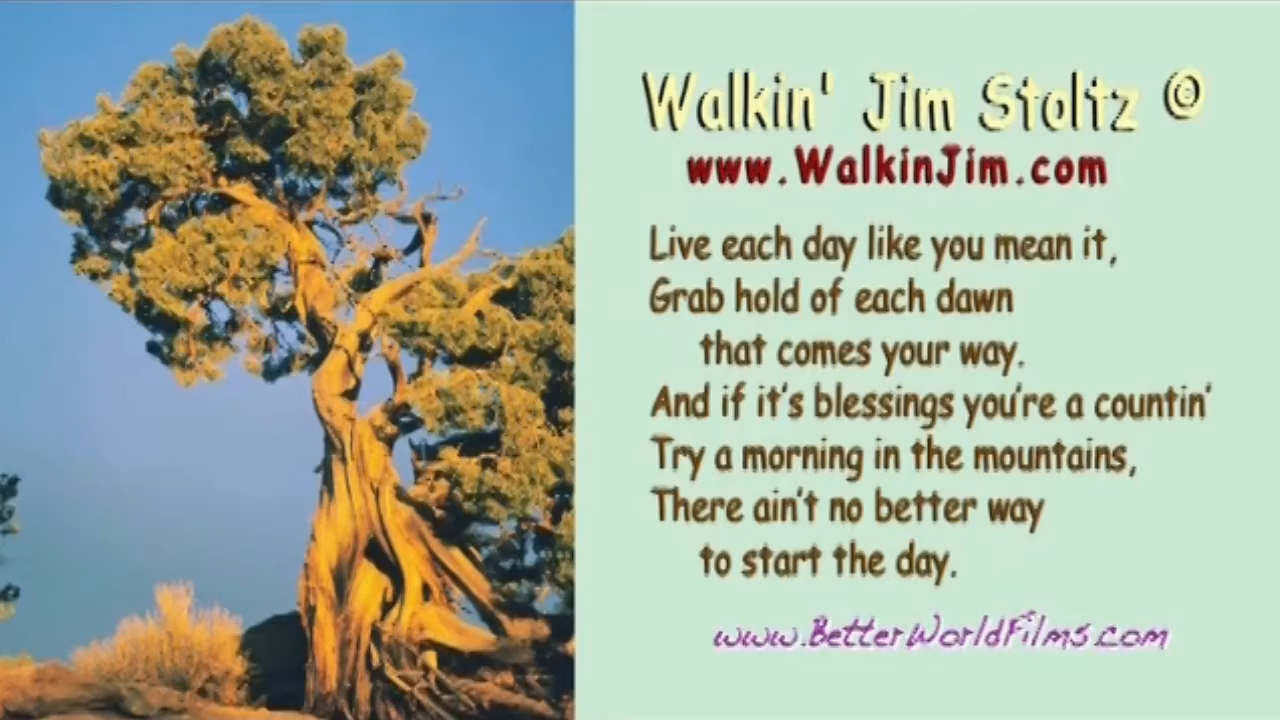 Walkin' Jim Stoltz ©
www.WalkinJim.com
Live each day like you mean it,
Grab hold of each dawn
that comes your way.
And if it's blessings you're a countin'
Try a morning in the mountains,
There ain't no better way
to start the day.
www.BetterWorldFilms.com